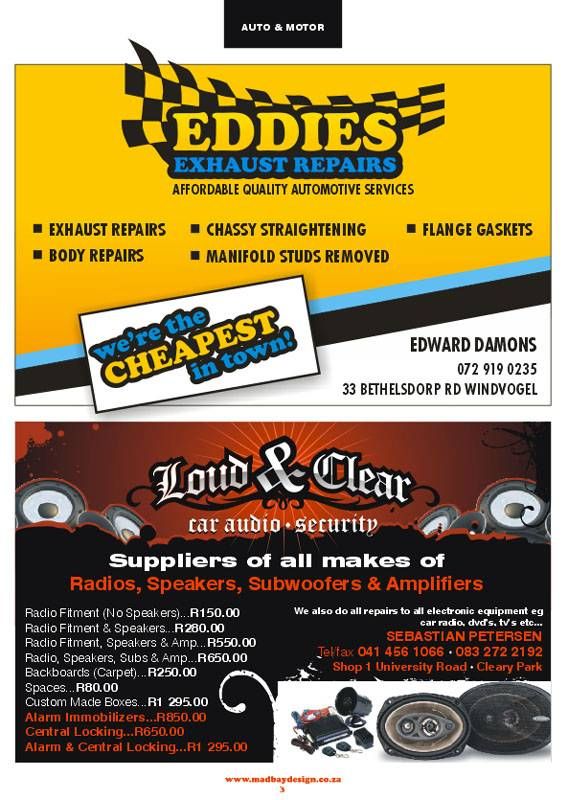 AUTO & MOTOR
EDDIES
EXHAUST REPAIRS
AFFORDABLE QUALITY AUTOMOTIVE SERVICES
■ EXHAUST REPAIRS ■ CHASSY STRAIGHTENING ■ FLANGE GASKETS
■ BODY REPAIRS ■ MANIFOLD STUDS REMOVED
we're the
CHEAPEST
in town!
EDWARD DAMONS
072 919 0235
33 BETHELSDORP RD WINDVOGEL
Loud & Clear
car audio • security
Suppliers of all makes of
Radios, Speakers, Subwoofers & Amplifiers
Radio Fitment (No Speakers)...R150.00
Radio Fitment & Speakers...R280.00
Radio Fitment, Speakers & Amp...R550.00
Radio, Speakers, Subs & Amp...R650.00
Backboards (Carpet)...R250.00
Spaces...R80.00
Custom Made Boxes...R1 295.00
Alarm Immobilizers...R850.00
Central Locking...R650.00
Alarm & Central Locking...R1 295.00
We also do all repairs to all electronic equipment eg
car radio, dvd's, tv's etc...
SEBASTIAN PETERSEN
Tel/fax 041 456 1066 • 083 272 2192
Shop 1 University Road • Cleary Park
www.madbaydesign.co.za
3